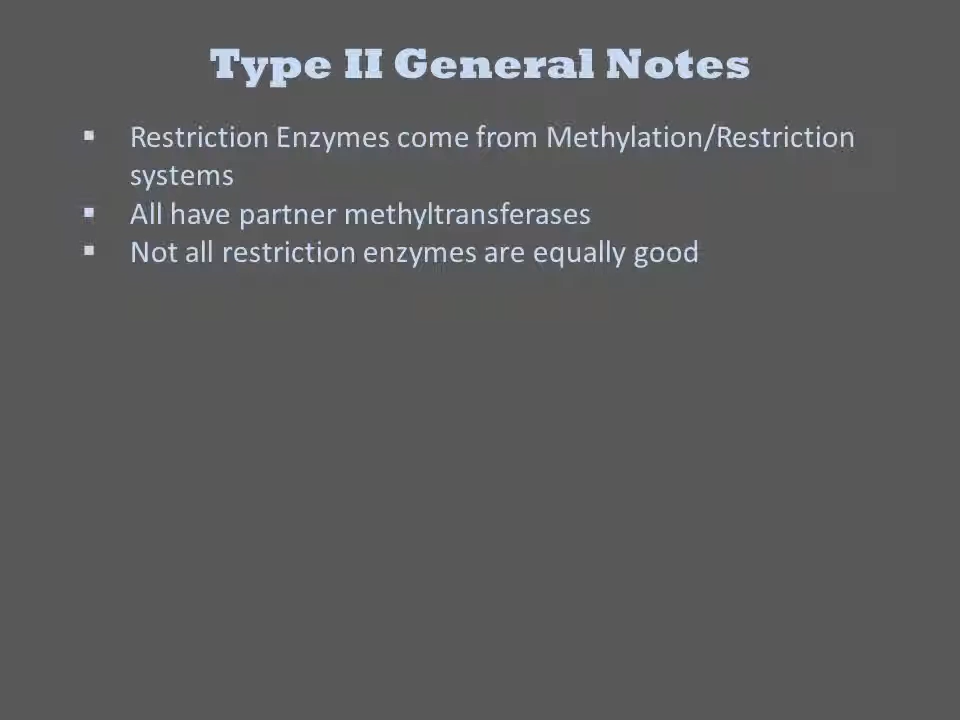 Type II General Notes
▪ Restriction Enzymes come from Methylation/Restriction
systems
▪ All have partner methyltransferases
▪ Not all restriction enzymes are equally good